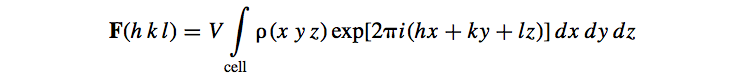 F(h k l) = V ∫ ρ(x y z) exp[2πi(hx + ky + lz)] dx dy dz
cell